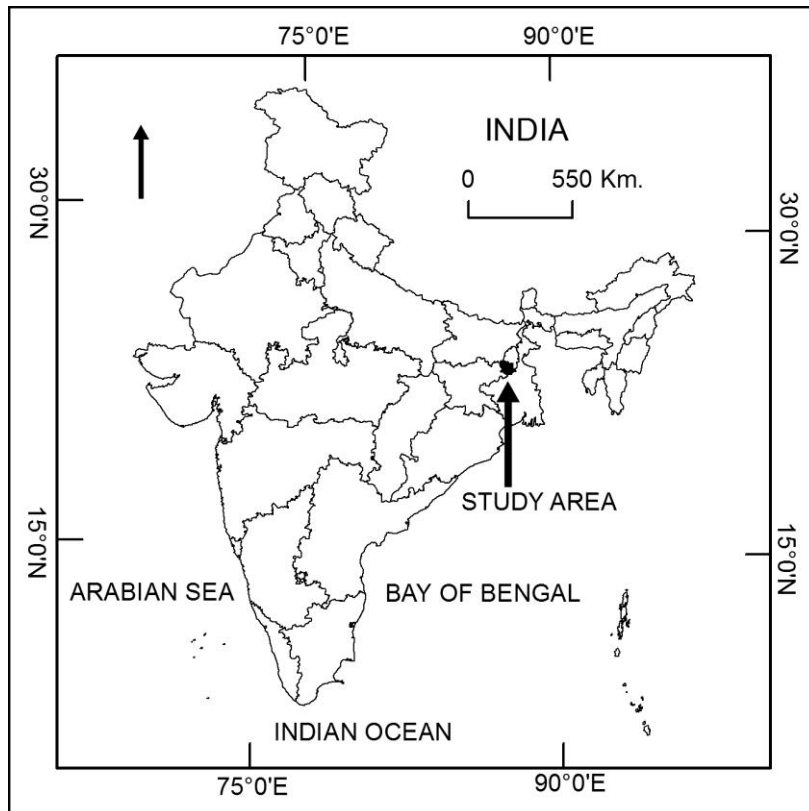 75°0'E
90°0'E
INDIA
0
550 Km.
30°0'N
30°0'N
STUDY AREA
15°0'N
15°0'N
ARABIAN SEA
BAY OF BENGAL
INDIAN OCEAN
75°0'E
90°0'E